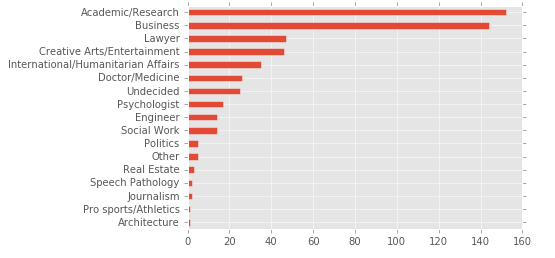 Academic/Research
Business
Lawyer
Creative Arts/Entertainment
International/Humanitarian Affairs
Doctor/Medicine
Undecided
Psychologist
Engineer
Social Work
Politics
Other
Real Estate
Speech Pathology
Journalism
Pro sports/Athletics
Architecture
0 20 40 60 80 100 120 140 160